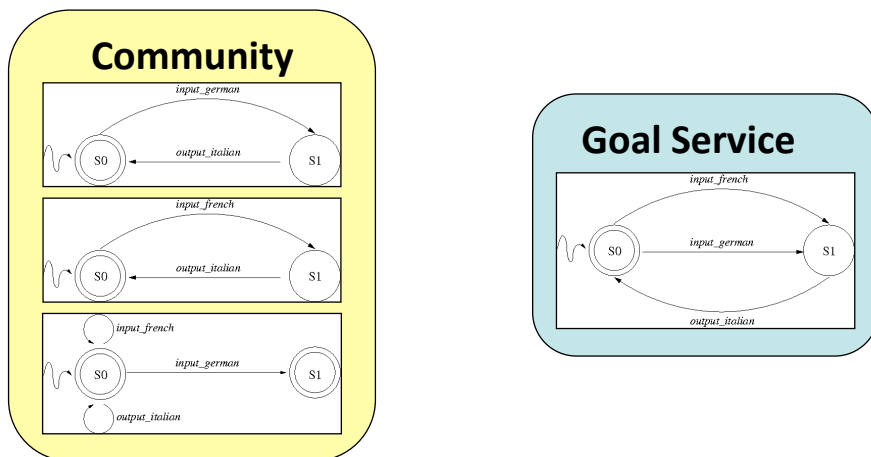 Community
input_german
S0
output_italian
S1
input_french
S0
output_italian
S1
input_french
S0
input_german
S1
output_italian
Goal Service
input_french
S0
input_german
S1
output_italian